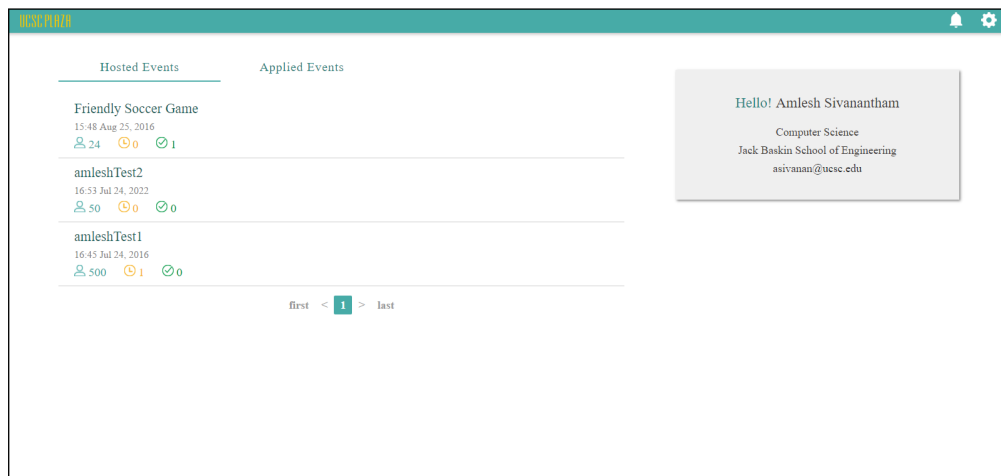 UCSC PLAZA
Hosted Events Applied Events
Friendly Soccer Game
15:48 Aug 25, 2016
24 0 1
amleshTest2
16:53 Jul 24, 2022
50 0 0
amleshTest1
16:45 Jul 24, 2016
500 1 0
first < 1 > last
Hello! Amlesh Sivanantham
Computer Science
Jack Baskin School of Engineering
asivanan@ucsc.edu